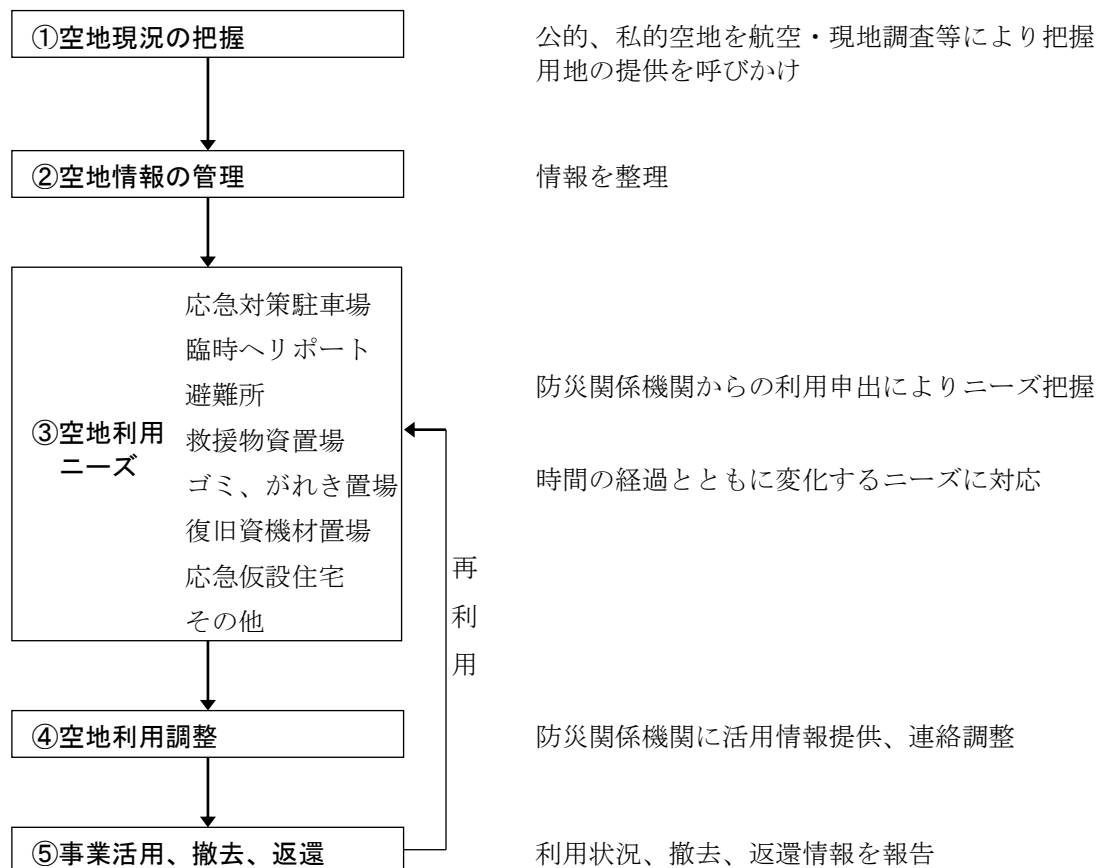 ①空地現況の把握
公的、私的空地を航空・現地調査等により把握
用地の提供を呼びかけ
②空地情報の管理
情報を整理
③空地利用
ニーズ
応急対策駐車場
臨時ヘリポート
避難所
救援物資置場
ゴミ、がれき置場
復旧資機材置場
応急仮設住宅
その他
防災関係機関からの利用申出によりニーズ把握
時間の経過とともに変化するニーズに対応
再利用
④空地利用調整
防災関係機関に活用情報提供、連絡調整
⑤事業活用、撤去、返還
利用状況、撤去、返還情報を報告